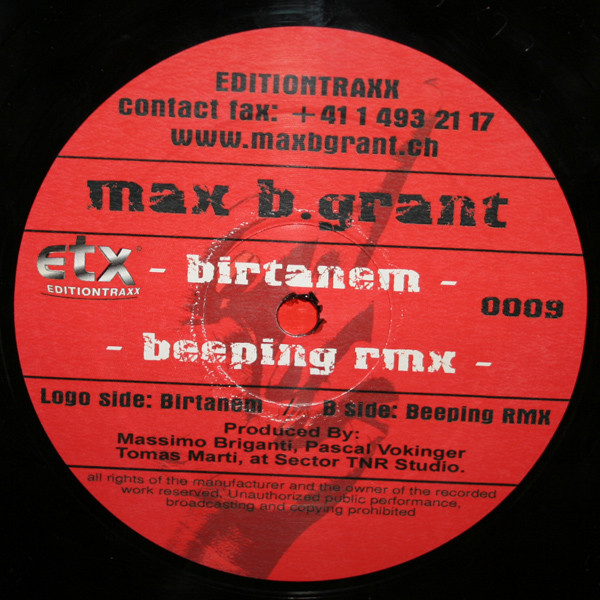 EDITIONTRAXX
contact fax: +41 1 493 21 17
www.maxbgrant.ch
max b.grant
etx
EDITIONTRAXX
- birtanem -
0009
- beeping rmx -
Logo side: Birtanem / B side: Beeping RMX
Produced By:
Massimo Briganti, Pascal Vokinger
Tomas Marti, at Sector TNR Studio.
all rights of the manufacturer and the owner of the recorded
work reserved. Unauthorized public performance,
broadcasting and copying prohibited